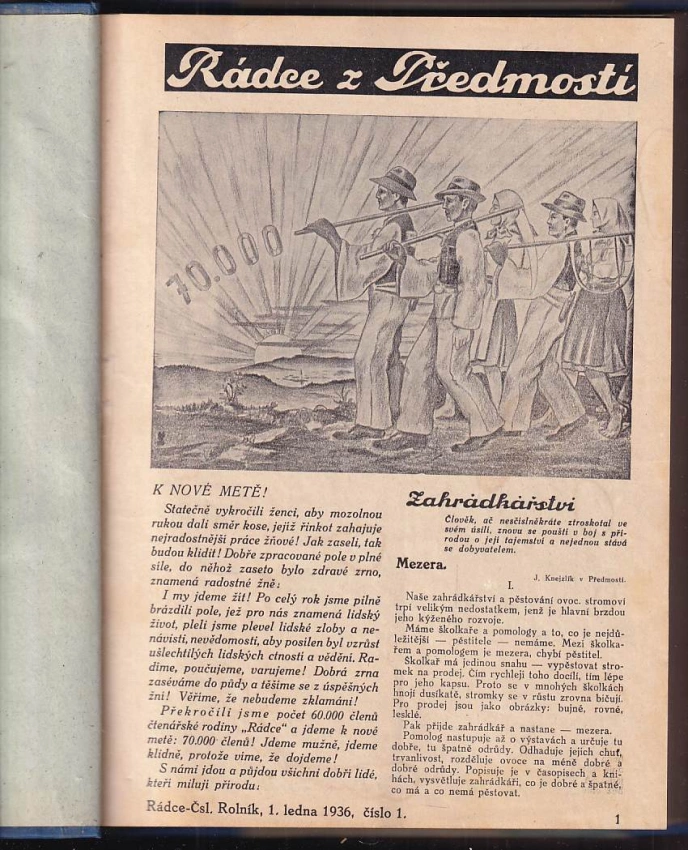 Rádce z Předmostí
70.000
K NOVÉ METĚ!
Statečně vykročili ženci, aby mozolnou
rukou dali směr kose, jejíž řinkot zahajuje
nejradostnější práce žňové! Jak zaseli, tak
budou kliditi! Dobře zpracované pole v plné
síle, do něhož zaseto bylo zdravé zrno,
znamená radostné žně.
I my jdeme žít! Po celý rok jsme pilně
brázdili pole, jež pro nás znamená lidský
život, pleli jsme plevel lidské zloby a ne-
návisti, nevědomosti, aby posílen byl vzrůst
ušlechtilých lidských ctností a vědění. Ra-
díme, poučujeme, varujeme! Dobrá zrna
zaséváme do půdy a těšíme se z úspěšných
žní! Věříme, že nebudeme zklamáni!
Překročili jsme počet 60.000 členů
čtenářské rodiny „Rádce“ a jdeme k nové
metě: 70.000 členů! Jdeme mužně, jdeme
klidně, protože víme, že dojdeme!
S námi jdou a půjdou všichni dobří lidé,
kteří milují přírodu:
Zahrádkářství
Člověk, ač nesčíslněkráte ztroskotal ve
svém úsilí, znovu se pouští v boj s pří-
rodou o její tajemství a nejednou stává
se dobyvatelem.
Mezera.
J. Knejzlík v Předmostí.
I.
Naše zahrádkářství a pěstování ovoc. stromoví
trpí velikým nedostatkem, jenž je hlavní brzdou
jeho kýženého rozvoje.
Máme školkaře a pomology a to, co je nejdů-
ležitější — pěstitele — nemáme. Mezi školka-
řem a pomologem je mezera, chybí pěstitel.
Školkař má jedinou snahu — vypěstovat stro-
mek na prodej. Čím rychleji toho docílí, tím lépe
pro jeho kapsu. Proto se v mnohých školkách
hnojí dusíkatě, stromky se v růstu zrovna bičují.
Pro prodej jsou jako obrázky: bujné, rovné,
lesklé.
Pak přijde zahrádkář a nastane — mezera.
Pomolog nastupuje až o výstavách a určuje tu
dobře, tu špatně odrůdy. Odhaduje jejich chuť,
trvanlivost, rozděluje ovoce na méně dobré a
dobré odrůdy. Popisuje je v časopisech a kni-
hách, vysvětluje zahrádkáři, co je dobré a špatné,
co má a co nemá pěstovat.
Rádce-Čsl. Rolník, 1. ledna 1936, číslo 1.
1